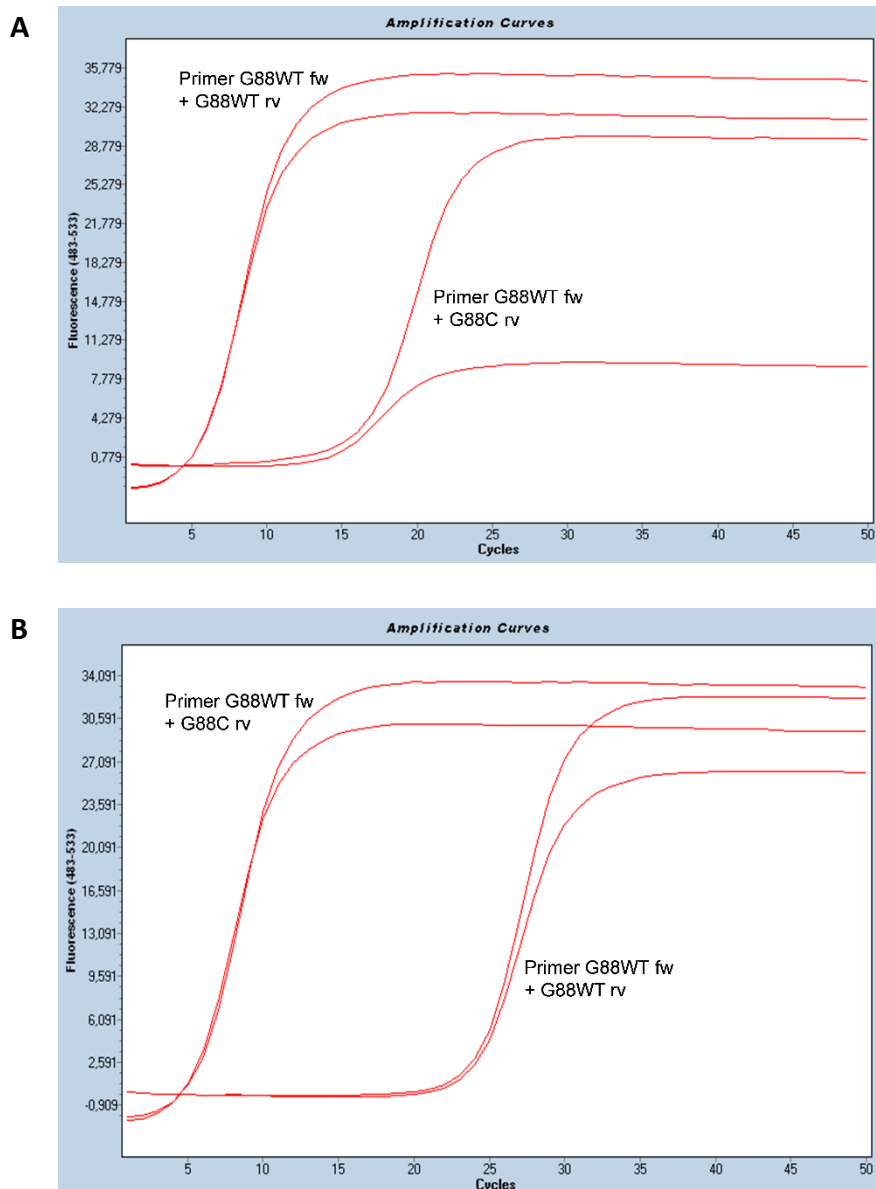 A
Amplification Curves
Fluorescence (483-533)
35,779
32,279
28,779
25,279
21,779
18,279
14,779
11,279
7,779
4,279
0,779
Primer G88WT fw
+ G88WT rv
Primer G88WT fw
+ G88C rv
5 10 15 20 25 30 35 40 45 50
Cycles
B
Amplification Curves
Fluorescence (483-533)
34,091
30,591
27,091
23,591
20,091
16,591
13,091
9,591
6,091
2,591
-0,909
Primer G88WT fw
+ G88C rv
Primer G88WT fw
+ G88WT rv
5 10 15 20 25 30 35 40 45 50
Cycles